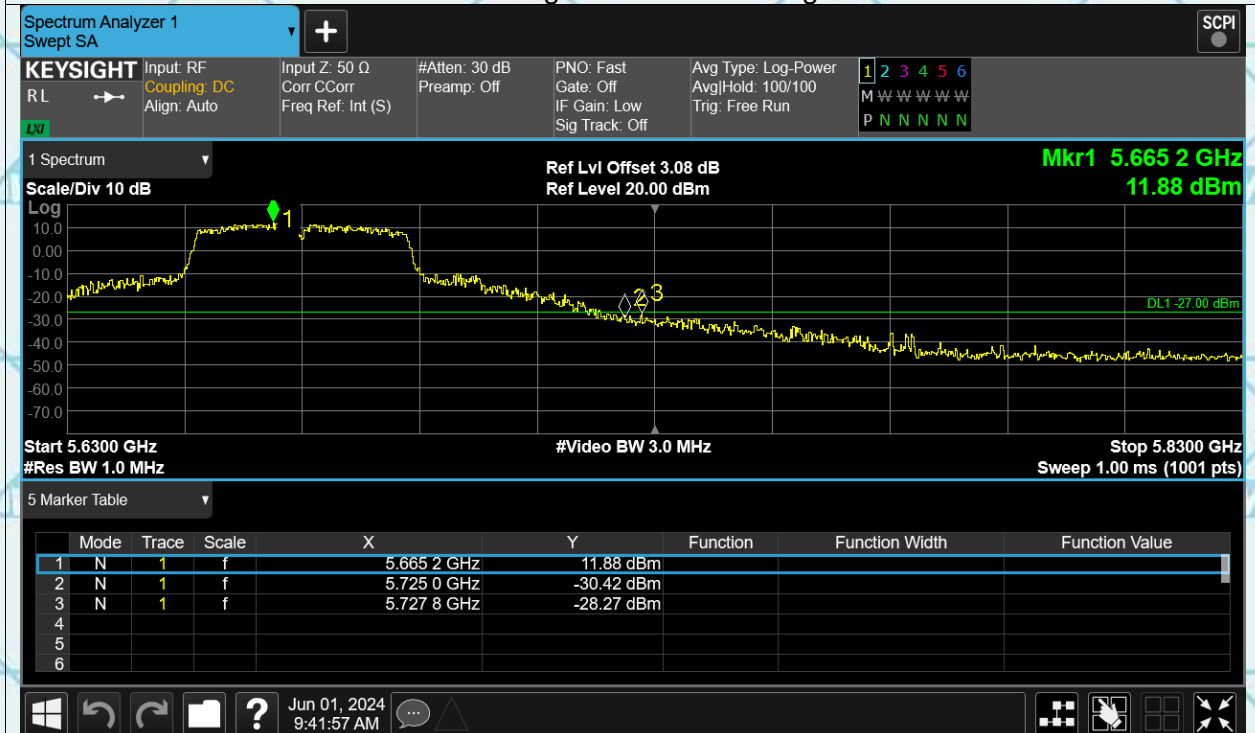 Spectrum Analyzer 1
Swept SA
SCPI
KEYSIGHT
R L
LXI
Input: RF
Coupling: DC
Align: Auto
Input Z: 50 Ω
Corr CCorr
Freq Ref: Int (S)
#Atten: 30 dB
Preamp: Off
PNO: Fast
Gate: Off
IF Gain: Low
Sig Track: Off
Avg Type: Log-Power
Avg|Hold: 100/100
Trig: Free Run
1 2 3 4 5 6
M W W W W W
P N N N N N
1 Spectrum
Scale/Div 10 dB
Ref Lvl Offset 3.08 dB
Ref Level 20.00 dBm
Mkr1 5.665 2 GHz
11.88 dBm
Log
10.0
0.00
-10.0
-20.0
-30.0
-40.0
-50.0
-60.0
-70.0
1
2
3
DL1 -27.00 dBm
Start 5.6300 GHz
#Video BW 3.0 MHz
Stop 5.8300 GHz
#Res BW 1.0 MHz
Sweep 1.00 ms (1001 pts)
5 Marker Table
Mode Trace Scale X Y Function Function Width Function Value
1 N 1 f 5.665 2 GHz 11.88 dBm
2 N 1 f 5.725 0 GHz -30.42 dBm
3 N 1 f 5.727 8 GHz -28.27 dBm
4
5
6
?
Jun 01, 2024
9:41:57 AM